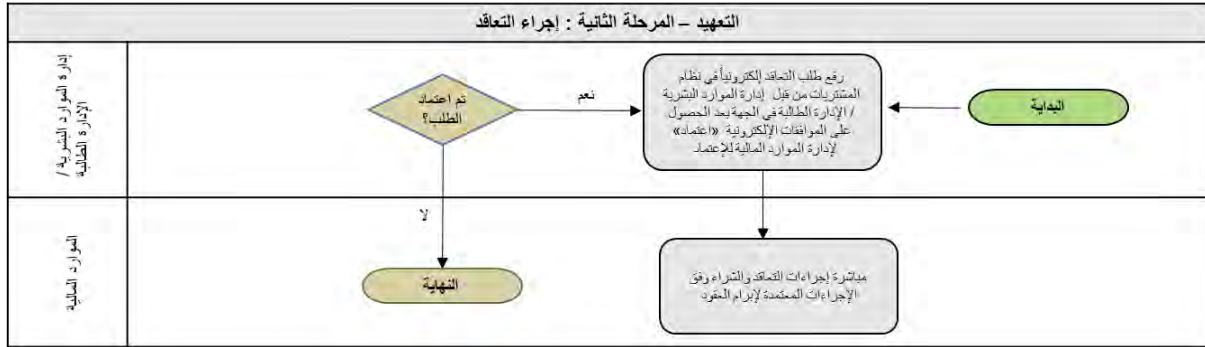 التعهيد – المرحلة الثانية : إجراء التعاقد
إدارة الموارد البشرية /
الإدارة الطالبة
البداية
رفع طلب التعاقد إلكترونياً في نظام
المشتريات من قبل إدارة الموارد البشرية
/ الإدارة الطالبة في الجهة بعد الحصول
على الموافقات الإلكترونية «اعتماد»
لإدارة الموارد المالية للإعتماد
نعم
تم اعتماد
الطلب؟
لا
الموارد المالية
مباشرة إجراءات التعاقد والشراء وفق
الإجراءات المعتمدة لإبرام العقود
النهاية